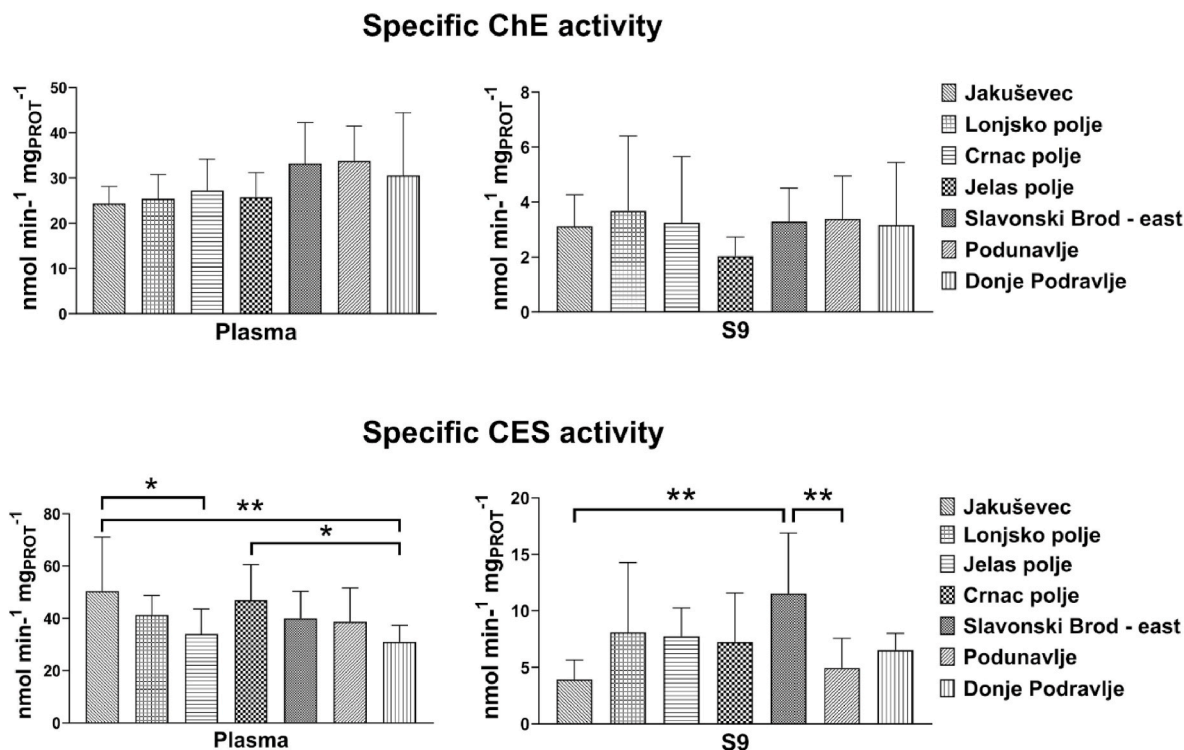 Specific ChE activity
nmol min-¹ mgPROT⁻¹
50
40
30
20
10
0
Plasma
nmol min-¹ mgPROT⁻¹
8
6
4
2
0
S9
Jakuševec
Lonjsko polje
Crnac polje
Jelas polje
Slavonski Brod - east
Podunavlje
Donje Podravlje
Specific CES activity
nmol min-¹ mgPROT⁻¹
80
60
40
20
0
*
**
*
Plasma
nmol min-¹ mgPROT⁻¹
20
15
10
5
0
**
**
S9
Jakuševec
Lonjsko polje
Jelas polje
Crnac polje
Slavonski Brod - east
Podunavlje
Donje Podravlje